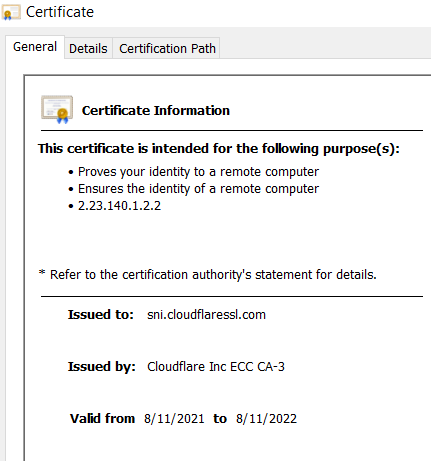 Certificate
General Details Certification Path
Certificate Information
This certificate is intended for the following purpose(s):
• Proves your identity to a remote computer
• Ensures the identity of a remote computer
• 2.23.140.1.2.2
* Refer to the certification authority's statement for details.
Issued to: sni.cloudflaressl.com
Issued by: Cloudflare Inc ECC CA-3
Valid from 8/11/2021 to 8/11/2022